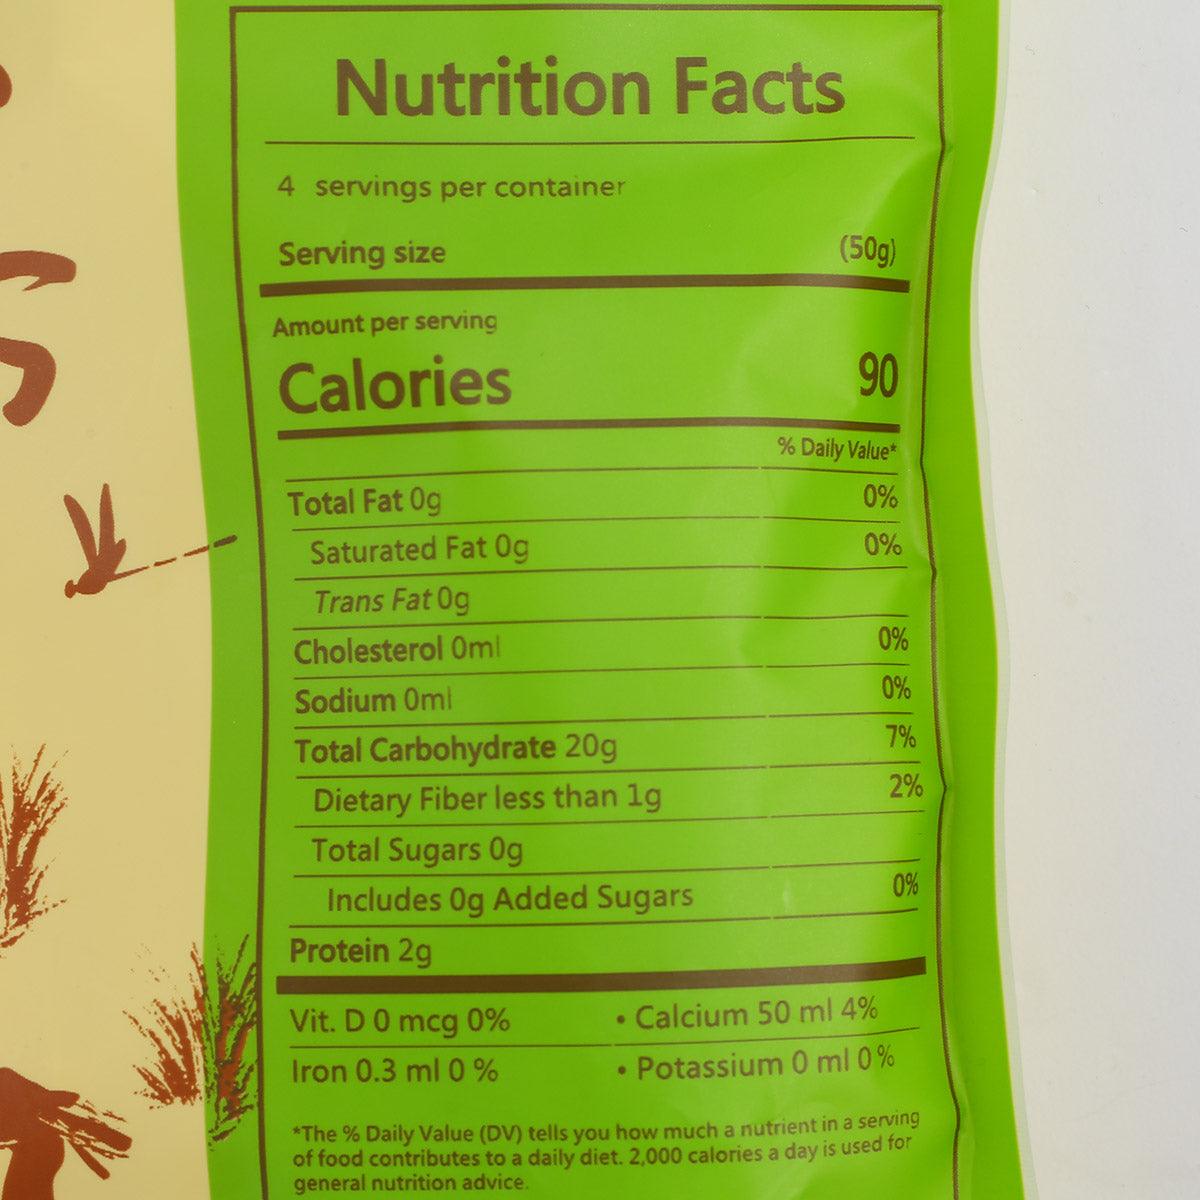 Nutrition Facts
4 servings per container
Serving size (50g)
Amount per serving
Calories 90
% Daily Value*
Total Fat 0g 0%
Saturated Fat 0g 0%
Trans Fat 0g
Cholesterol 0ml 0%
Sodium 0ml 0%
Total Carbohydrate 20g 7%
Dietary Fiber less than 1g 2%
Total Sugars 0g
Includes 0g Added Sugars 0%
Protein 2g
Vit. D 0 mcg 0% • Calcium 50 ml 4%
Iron 0.3 ml 0 % • Potassium 0 ml 0 %
*The % Daily Value (DV) tells you how much a nutrient in a serving
of food contributes to a daily diet. 2,000 calories a day is used for
general nutrition advice.